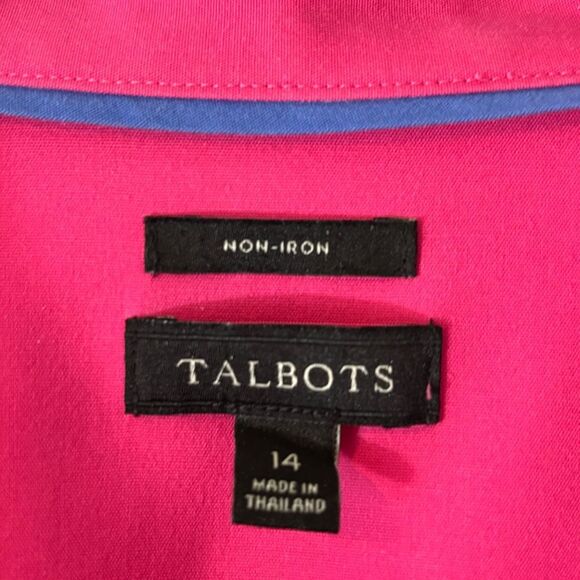 NON-IRON
TALBOTS
14
MADE IN
THAILAND